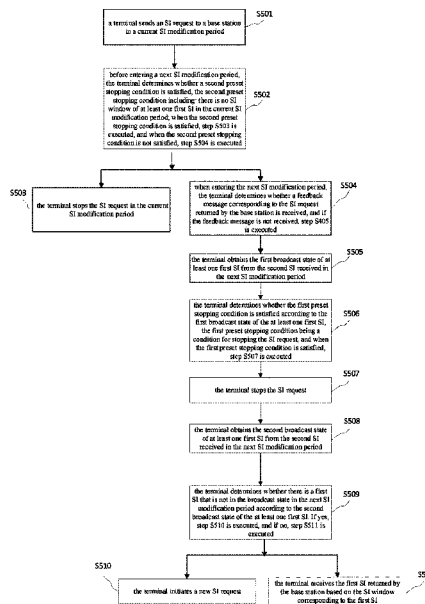 S501
a terminal sends an SI request to a base station
in a current SI modification period
before entering a next SI modification period,
the terminal determines whether a second preset
stopping condition is satisfied, the second preset
stopping condition including: there is no SI
window of at least one first SI in the current SI
modification period, when the second preset
stopping condition is satisfied, step S503 is
executed, and when the second preset stopping
condition is not satisfied, step S504 is executed
S502
S503
the terminal stops the SI request in the current
SI modification period
when entering the next SI modification period,
the terminal determines whether a feedback
message corresponding to the SI request
returned by the base station is received, and if
the feedback message is not received, step S405
is executed
S504
S505
the terminal obtains the first broadcast state of
at least one first SI from the second SI received in
the next SI modification period
the terminal determines whether the first preset
stopping condition is satisfied according to the
first broadcast state of the at least one first SI,
the first preset stopping condition being a
condition for stopping the SI request, and when
the first preset stopping condition is satisfied,
step S507 is executed
S506
S507
the terminal stops the SI request
S508
the terminal obtains the second broadcast state
of at least one first SI from the second SI
received in the next SI modification period
the terminal determines whether there is a first
SI that is not in the broadcast state in the next SI
modification period according to the second
broadcast state of the at least one first SI. If yes,
step S510 is executed, and if no, step S511 is
executed
S509
S510
the terminal initiates a new SI request
the terminal receives the first SI returned by
the base station based on the SI window
corresponding to the first SI